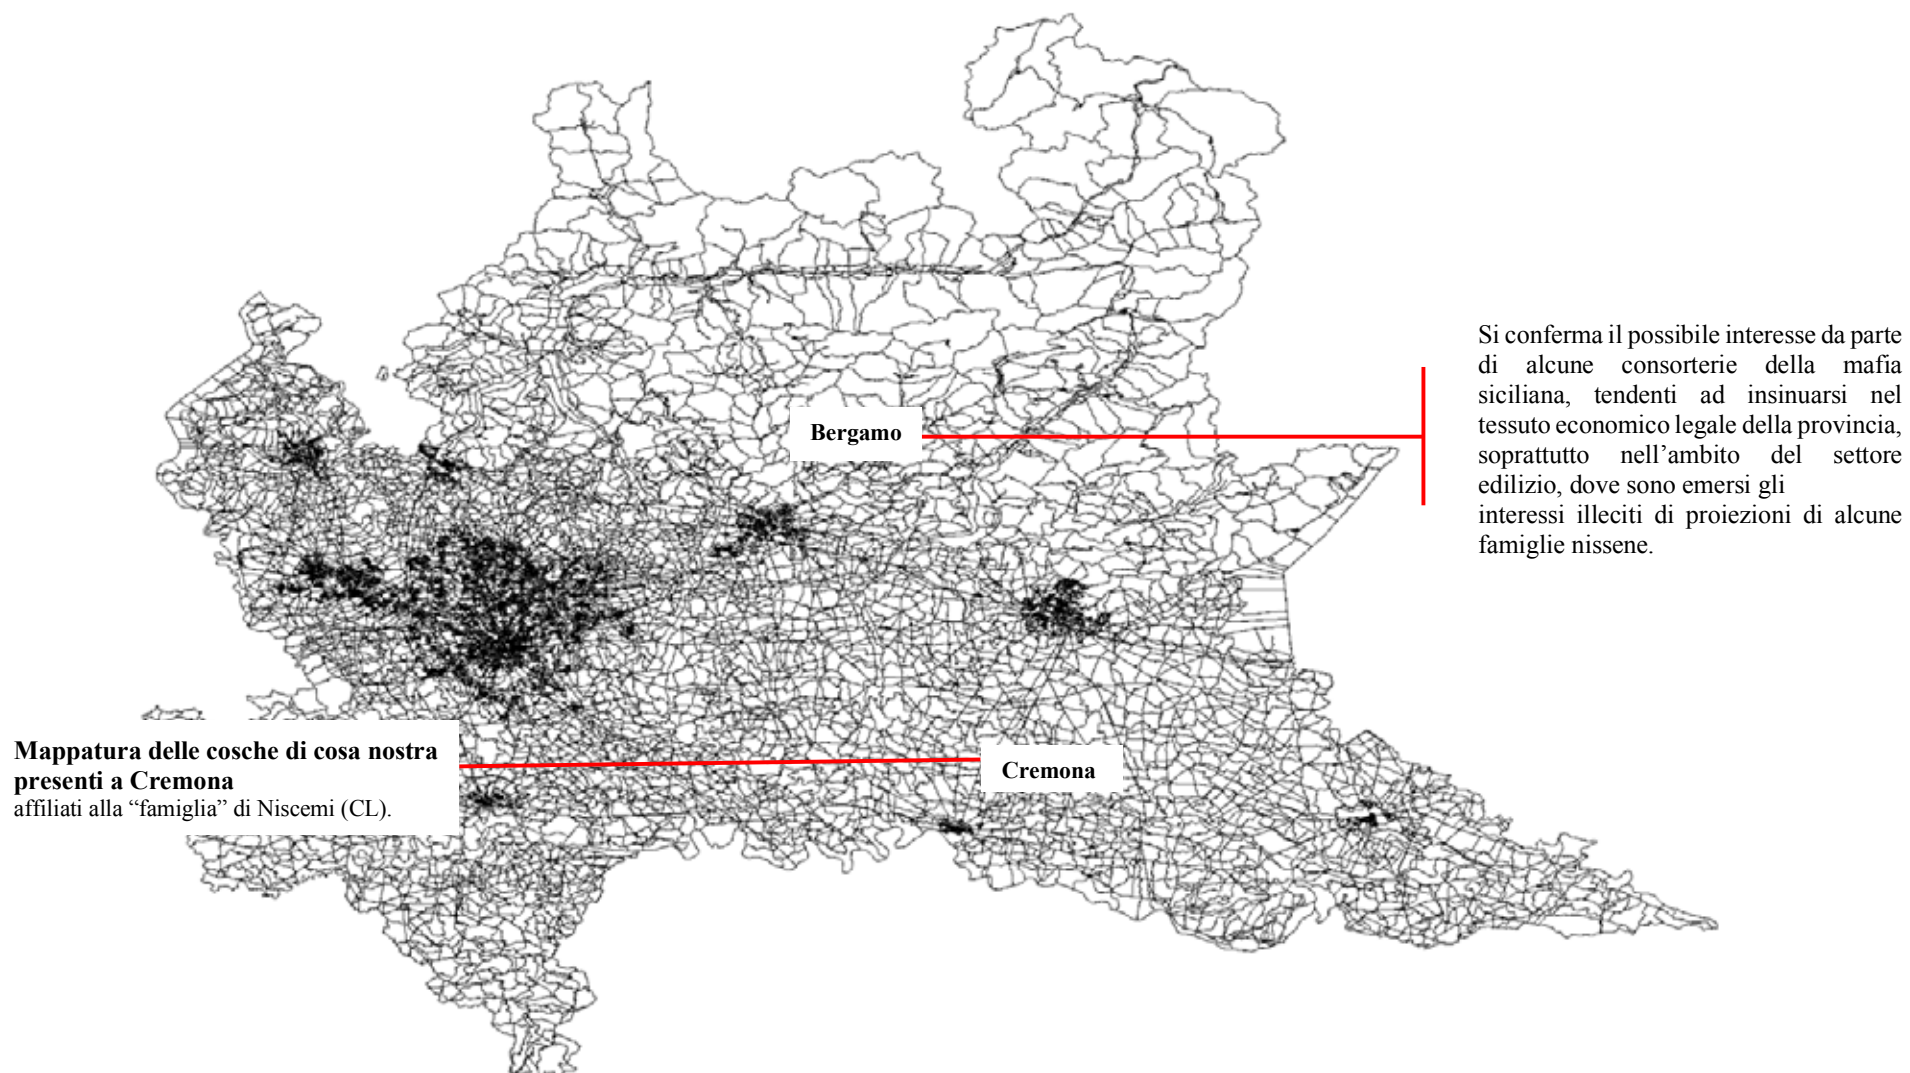 Bergamo
Si conferma il possibile interesse da parte
di alcune consorterie della mafia
siciliana, tendenti ad insinuarsi nel
tessuto economico legale della provincia,
soprattutto nell’ambito del settore
edilizio, dove sono emersi gli
interessi illeciti di proiezioni di alcune
famiglie nissene.
Mappatura delle cosche di cosa nostra
presenti a Cremona
affiliati alla “famiglia” di Niscemi (CL).
Cremona